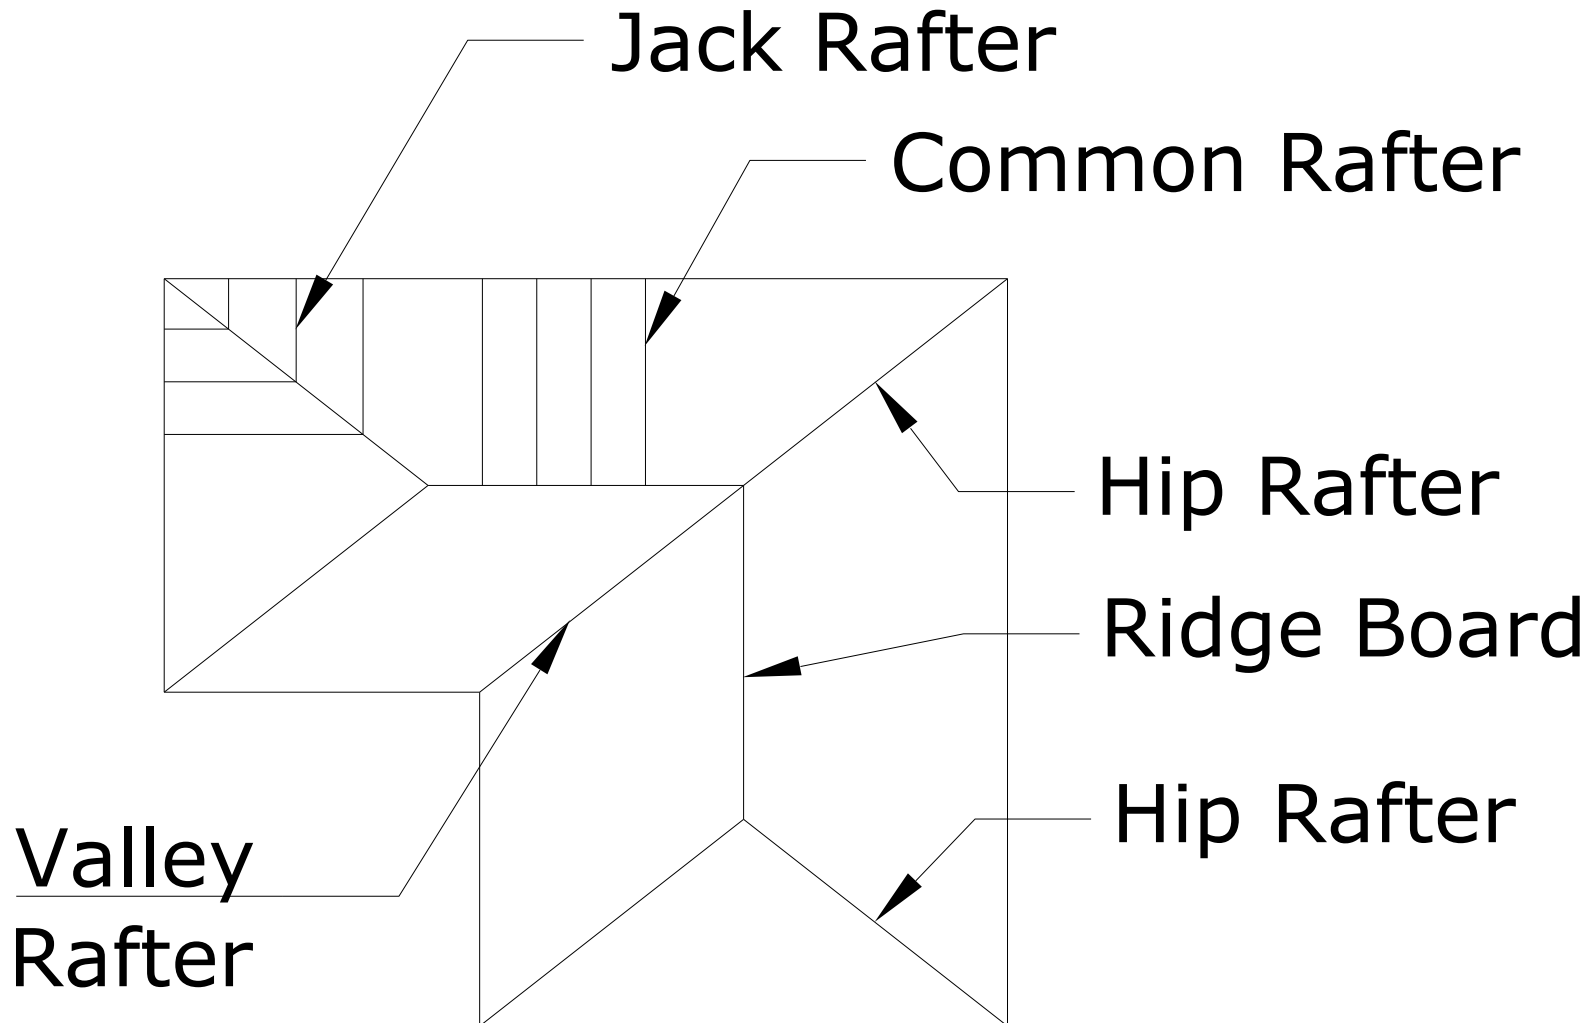 Jack Rafter
Common Rafter
Hip Rafter
Ridge Board
Hip Rafter
Valley
Rafter